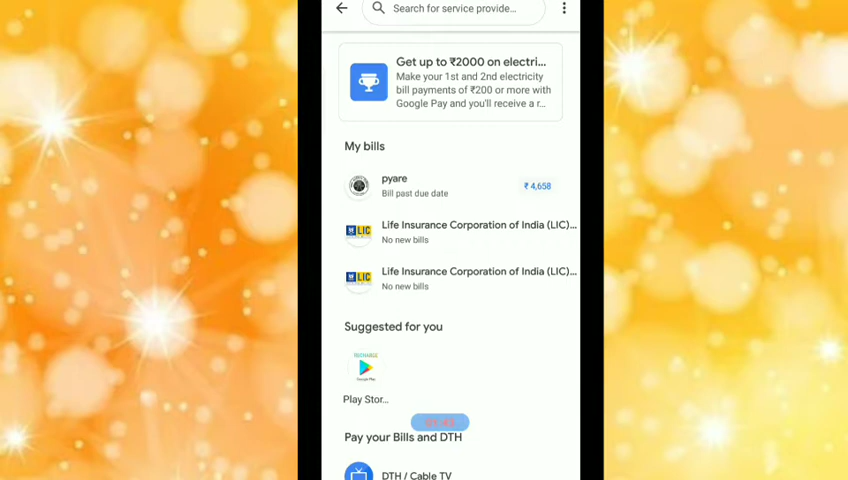 Search for service provide...
Get up to ₹2000 on electri...
Make your 1st and 2nd electricity
bill payments of ₹200 or more with
Google Pay and you'll receive a r...
My bills
pyare
Bill past due date
₹ 4,658
Life Insurance Corporation of India (LIC)...
No new bills
LIC
Life Insurance Corporation of India (LIC)...
No new bills
LIC
Suggested for you
RECHARGE
Google Play
Play Stor...
Pay your Bills and DTH
DTH / Cable TV